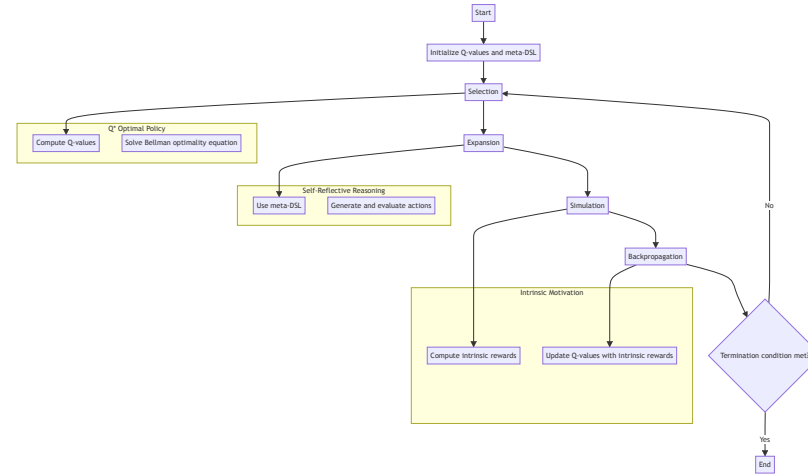 Start
Initialize Q-values and meta-DSL
Selection
Q* Optimal Policy
Compute Q-values
Solve Bellman optimality equation
Expansion
Self-Reflective Reasoning
Use meta-DSL
Generate and evaluate actions
Simulation
No
Backpropagation
Intrinsic Motivation
Compute intrinsic rewards
Update Q-values with intrinsic rewards
Termination condition
Yes
End